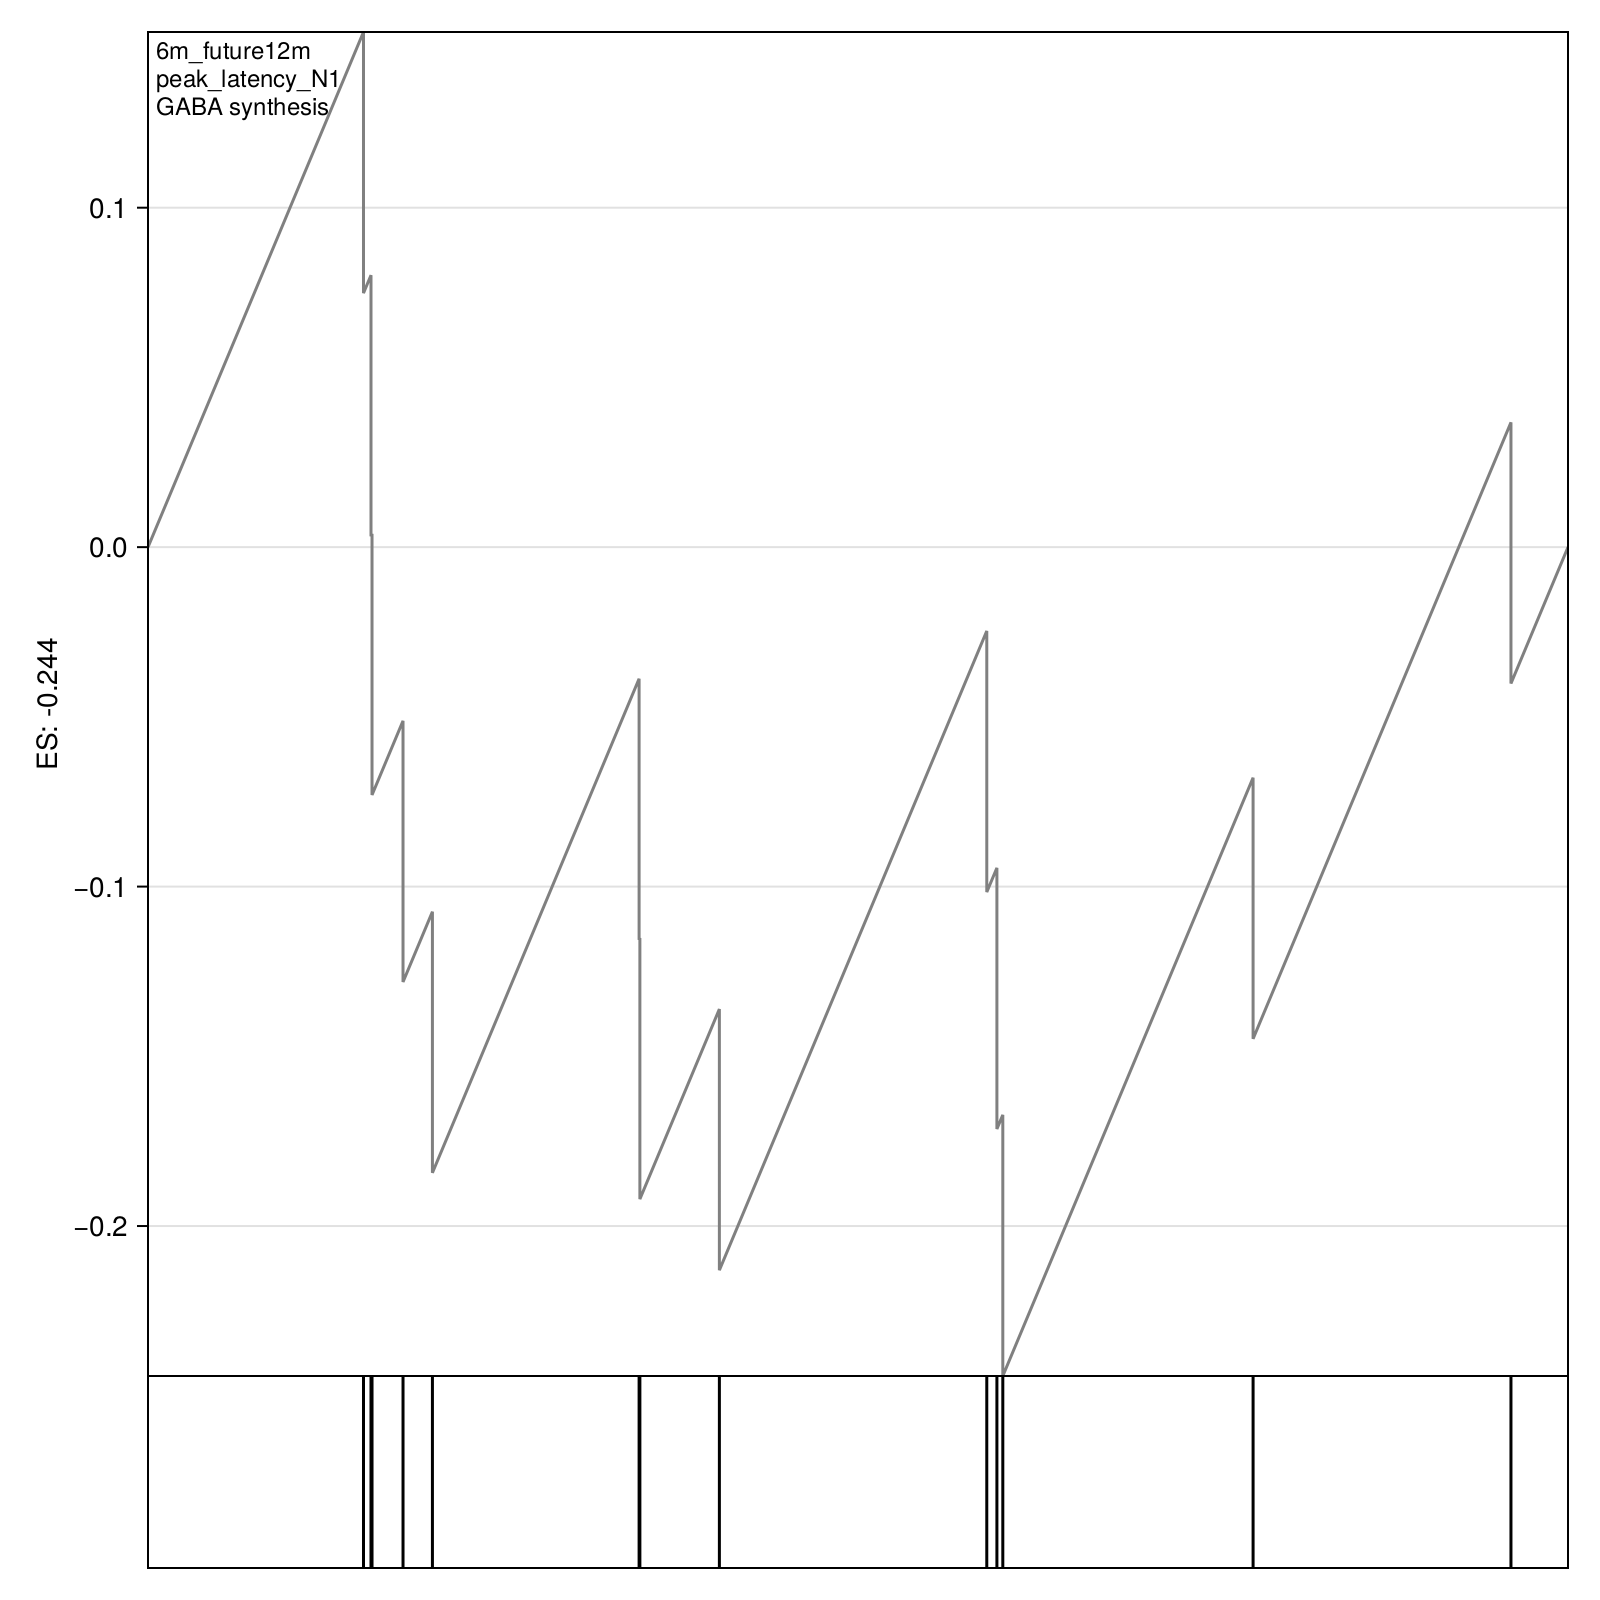 6m_future12m
peak_latency_N1
GABA synthesis
0.1
0.0
−0.1
−0.2
ES: -0.244